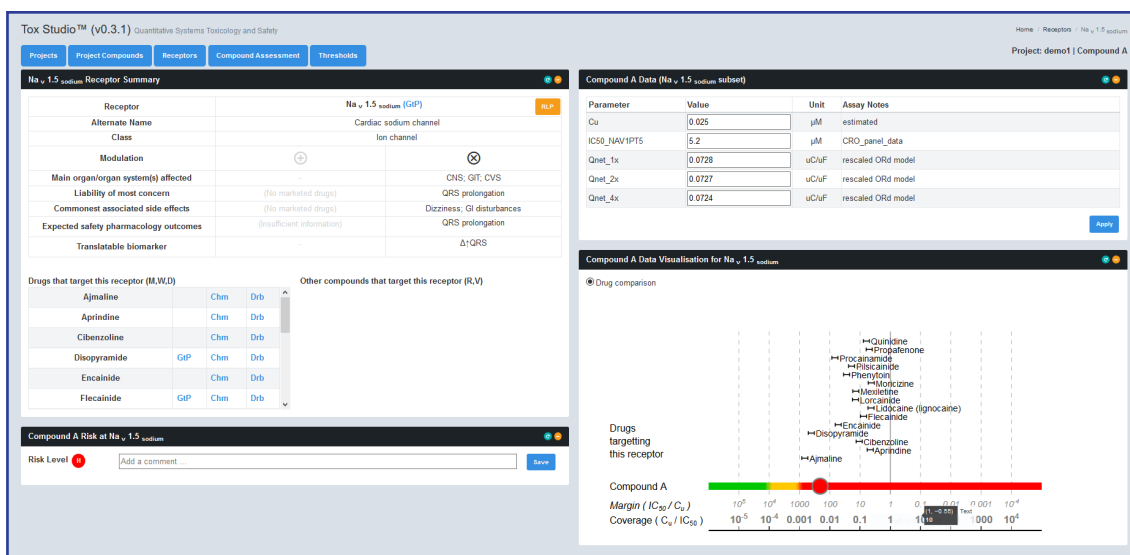 Tox Studio™ (v0.3.1) Quantitative Systems Toxicology and Safety
Home / Receptors / Na v 1.5 sodium
Projects
Project Compounds
Receptors
Compound Assessment
Thresholds
Project: demo1 | Compound A
Na v 1.5 sodium Receptor Summary
Receptor Na v 1.5 sodium (GtP) RLP
Alternate Name Cardiac sodium channel
Class Ion channel
Modulation
Main organ/organ system(s) affected - CNS; GIT; CVS
Liability of most concern (No marketed drugs) QRS prolongation
Commonest associated side effects (No marketed drugs) Dizziness; GI disturbances
Expected safety pharmacology outcomes (Insufficient information) QRS prolongation
Translatable biomarker - Δ↑QRS
Drugs that target this receptor (M,W,D)
Other compounds that target this receptor (R,V)
Ajmaline Chm Drb
Aprindine Chm Drb
Cibenzoline Chm Drb
Disopyramide GtP Chm Drb
Encainide Chm Drb
Flecainide GtP Chm Drb
Compound A Risk at Na v 1.5 sodium
Risk Level H Add a comment ... Save
Compound A Data (Na v 1.5 sodium subset)
Parameter Value Unit Assay Notes
Cu 0.025 µM estimated
IC50_NAV1PT5 5.2 µM CRO_panel_data
Qnet_1x 0.0728 uC/uF rescaled ORd model
Qnet_2x 0.0727 uC/uF rescaled ORd model
Qnet_4x 0.0724 uC/uF rescaled ORd model
Apply
Compound A Data Visualisation for Na v 1.5 sodium
Drug comparison
Quinidine
Propafenone
Procainamide
Pilsicainide
Phenytoin
Moricizine
Mexiletine
Lorcainide
Lidocaine (lignocaine)
Flecainide
Encainide
Disopyramide
Cibenzoline
Aprindine
Ajmaline
Drugs
targetting
this receptor
Compound A
Margin ( IC50 / Cu ) 10⁵ 10⁴ 1000 100 10 1 0.1 0.01 0.001 10⁻⁴
Coverage ( Cu / IC50 ) 10⁻⁵ 10⁻⁴ 0.001 0.01 0.1 1 10 1000 10⁴
(1, −0.55) Text